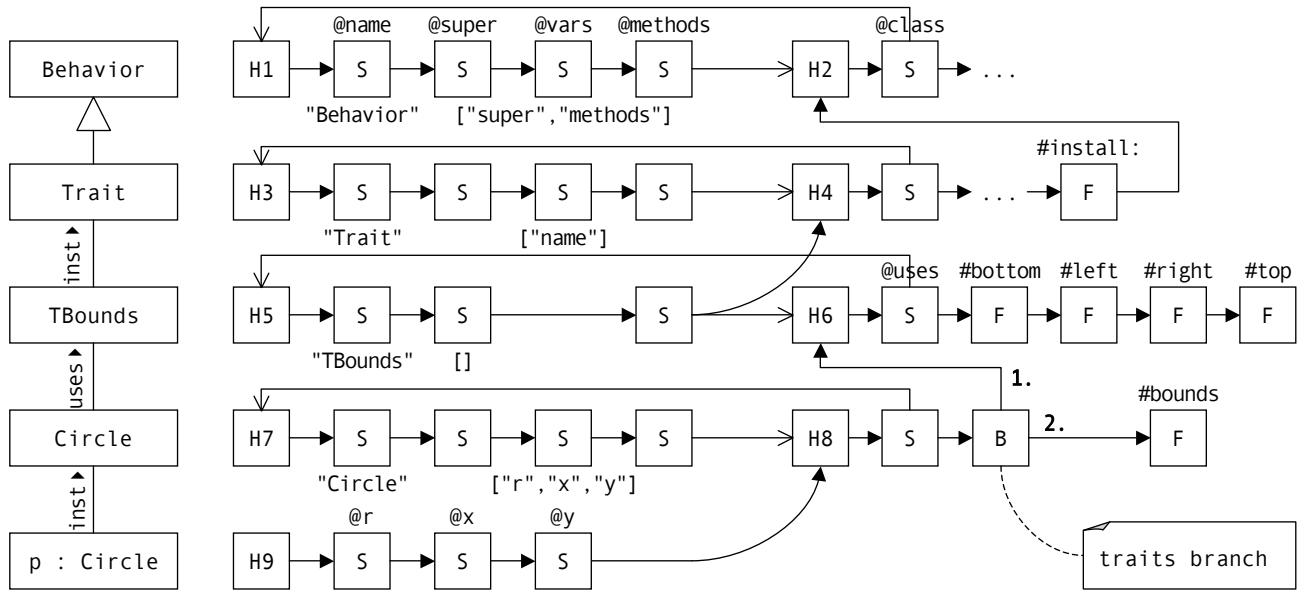 @name @super @vars @methods @class
Behavior H1 S S S S H2 S ...
"Behavior" ["super","methods"]
#install:
Trait H3 S S S S H4 S ... F
"Trait" ["name"]
inst
@uses #bottom #left #right #top
TBounds H5 S S S H6 S F F F F
"TBounds" []
uses
1.
#bounds
2.
Circle H7 S S S S H8 S B F
"Circle" ["r","x","y"]
inst
@r @x @y
p : Circle H9 S S S
traits branch